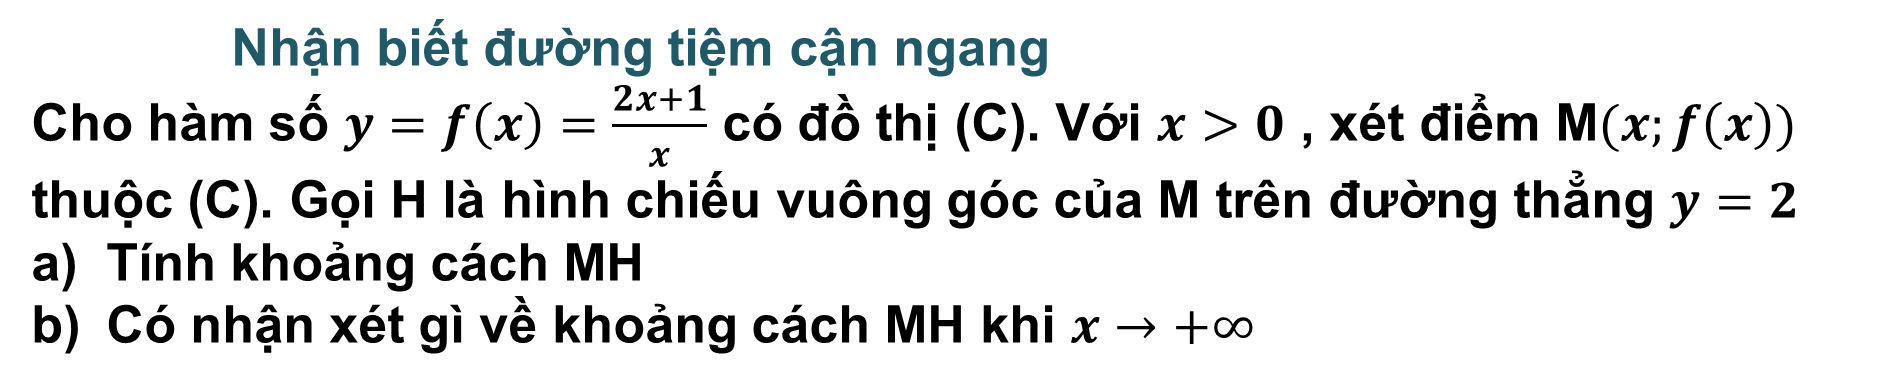 Nhận biết đường tiệm cận ngang
Cho hàm số y = f(x) = \frac{2x+1}{x} có đồ thị (C). Với x > 0 , xét điểm M(x; f(x))
thuộc (C). Gọi H là hình chiếu vuông góc của M trên đường thẳng y = 2
a) Tính khoảng cách MH
b) Có nhận xét gì về khoảng cách MH khi x → +∞